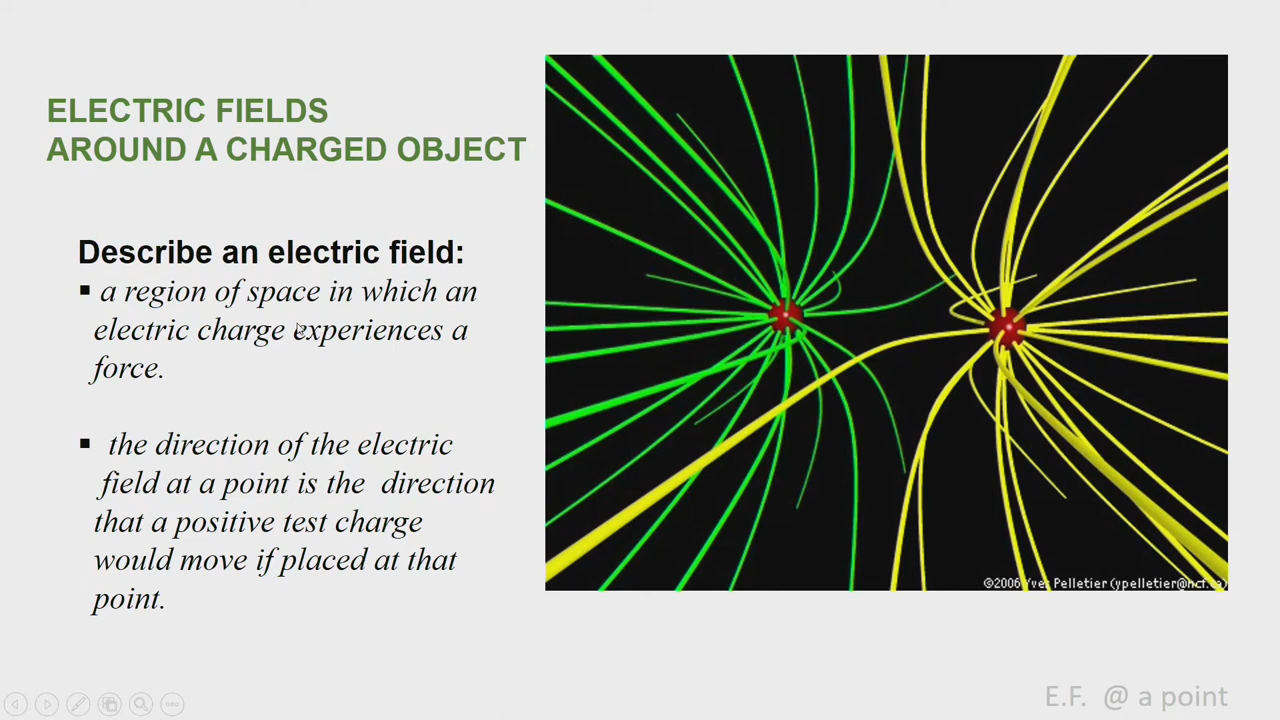 ELECTRIC FIELDS
AROUND A CHARGED OBJECT
Describe an electric field:
▪ a region of space in which an
electric charge experiences a
force.
▪ the direction of the electric
field at a point is the direction
that a positive test charge
would move if placed at that
point.
©2006 Yves Pelletier (ypelletier@hcf.ca)
E.F. @ a point